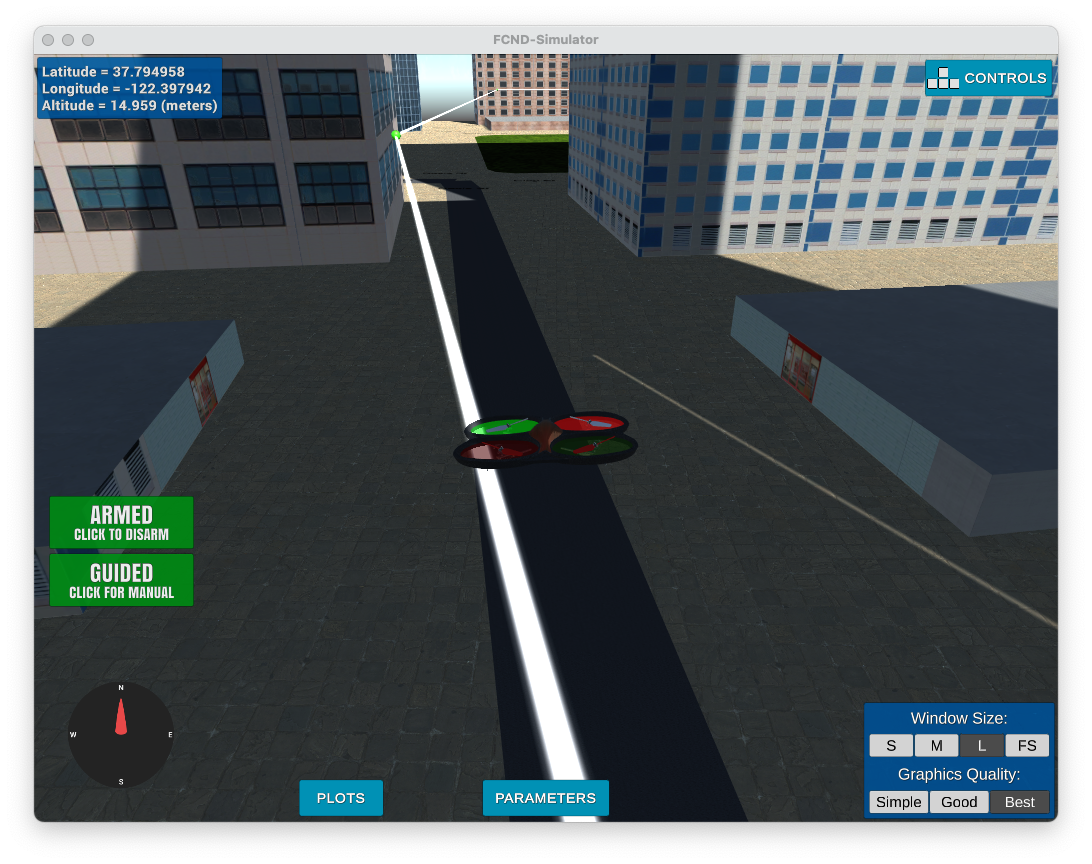 FCND-Simulator
Latitude = 37.794958
Longitude = -122.397942
Altitude = 14.959 (meters)
CONTROLS
ARMED
CLICK TO DISARM
GUIDED
CLICK FOR MANUAL
N
W E
S
PLOTS
PARAMETERS
Window Size:
S M L FS
Graphics Quality:
Simple Good Best